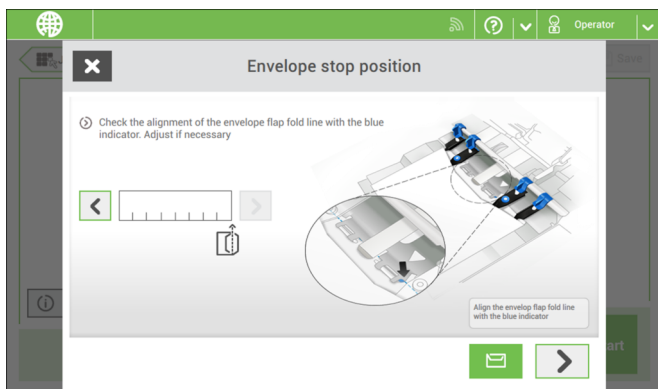 Operator
Envelope stop position
Save
Check the alignment of the envelope flap fold line with the blue
indicator. Adjust if necessary
Align the envelop flap fold line
with the blue indicator
art